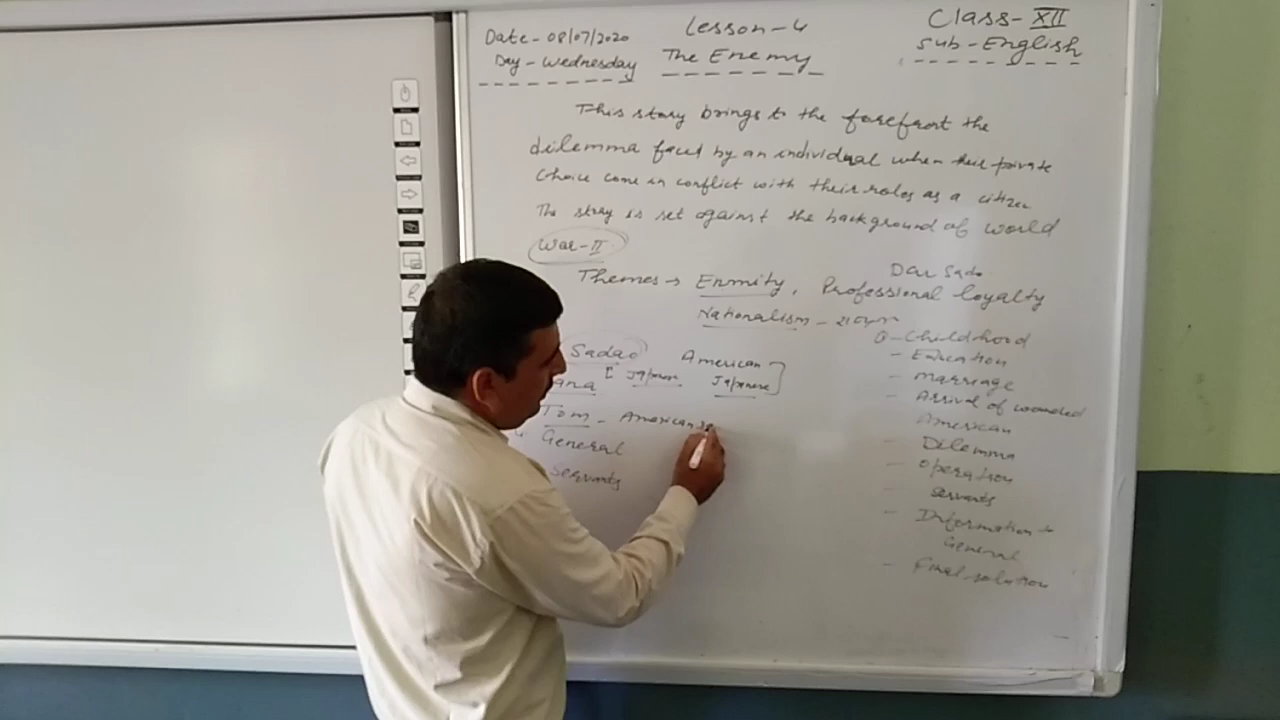 Date - 08/07/2020
Day - Wednesday
Lesson - 4
The Enemy
Class - XII
Sub - English
This story brings to the forefront the
dilemma faced by an individual when their private
choice come in conflict with their roles as a citizen
The story is set against the background of world
War - II
Themes → Enmity, Professional loyalty
Nationalism -
Sadao
American
Japanese
Tom - American
General
Servants
Childhood
- Education
- Marriage
- Arrival of wounded
American
- Dilemma
- operation
- servants
- Information to
General
- Final solution